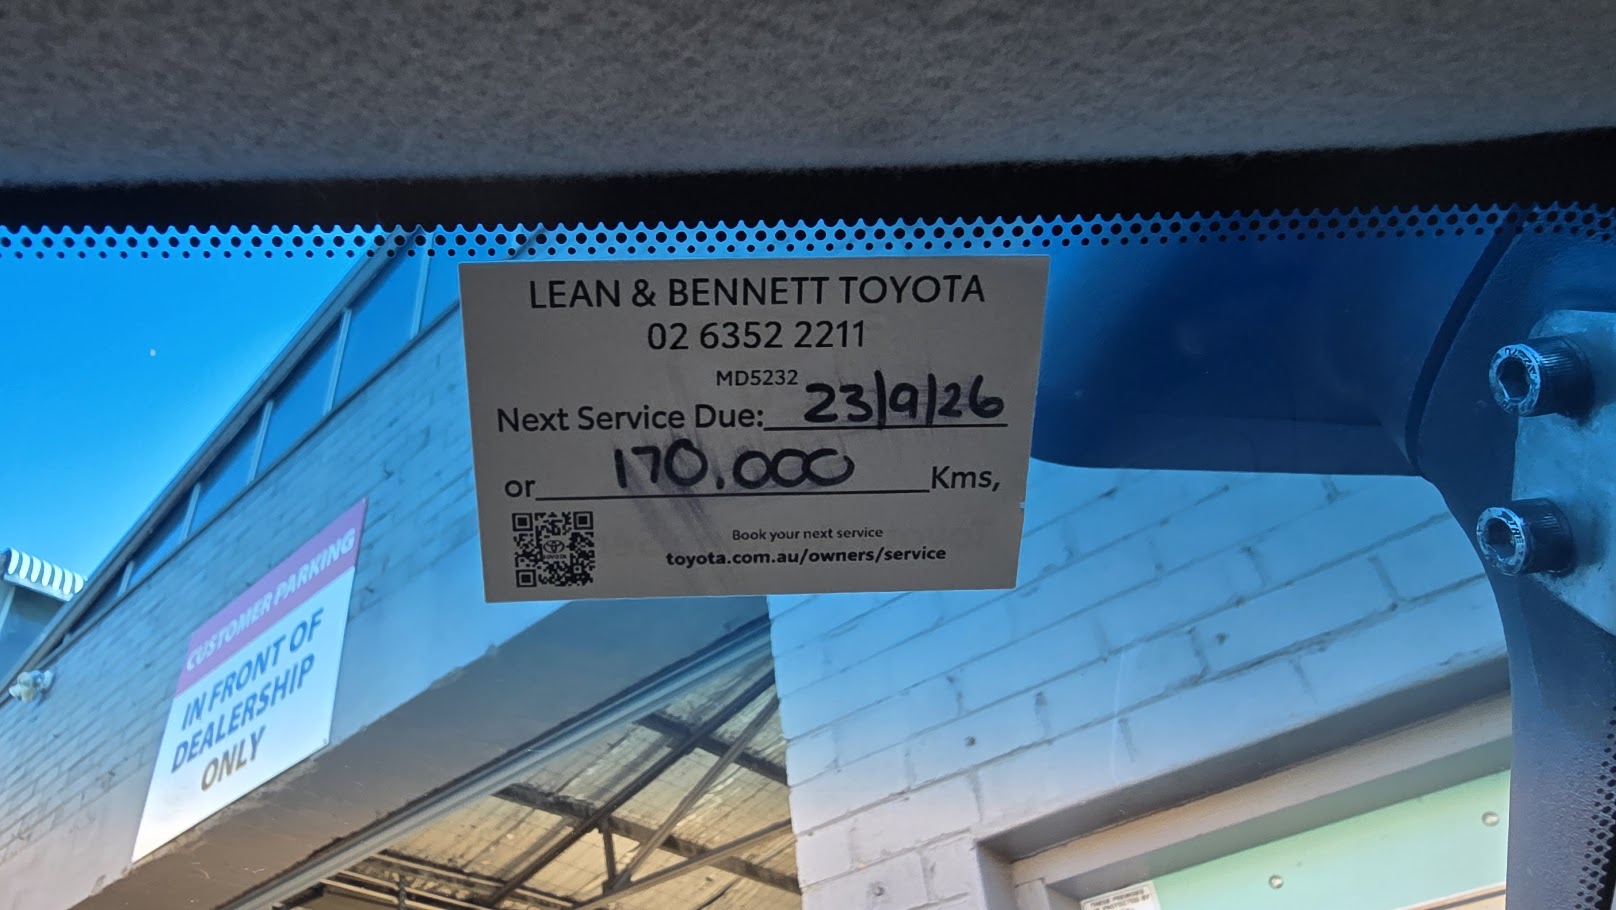 LEAN & BENNETT TOYOTA
02 6352 2211
MD5232
Next Service Due: 23/9/26
or 170.000 Kms,
Book your next service
toyota.com.au/owners/service
TOYOTA
CUSTOMER PARKING
IN FRONT OF
DEALERSHIP
ONLY